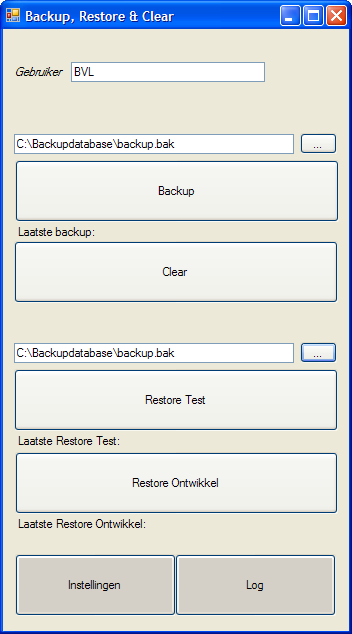 Backup, Restore & Clear
Gebruiker BVL
C:\Backupdatabase\backup.bak ...
Backup
Laatste backup:
Clear
C:\Backupdatabase\backup.bak ...
Restore Test
Laatste Restore Test:
Restore Ontwikkel
Laatste Restore Ontwikkel:
Instellingen Log